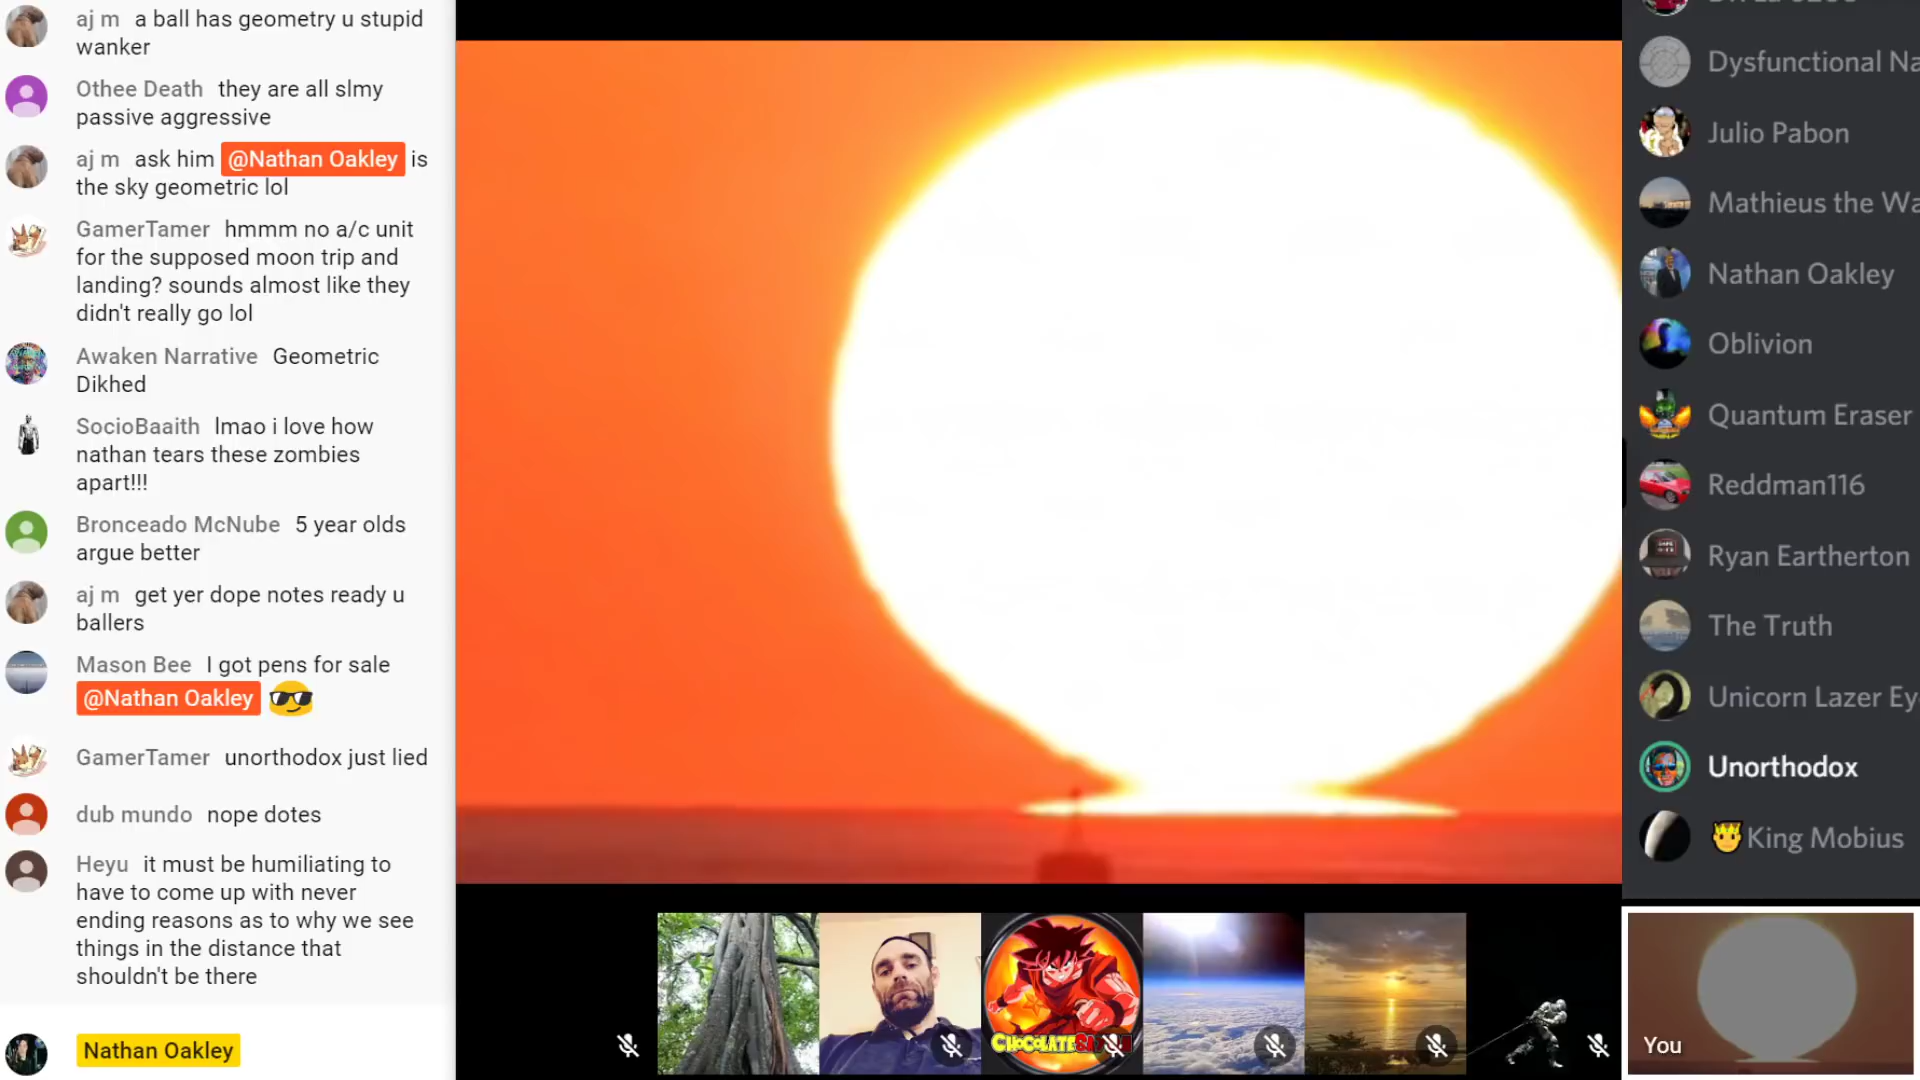 aj m a ball has geometry u stupid
wanker
Othee Death they are all slmy
passive aggressive
aj m ask him @Nathan Oakley is
the sky geometric lol
GamerTamer hmmm no a/c unit
for the supposed moon trip and
landing? sounds almost like they
didn't really go lol
Awaken Narrative Geometric
Dikhed
SocioBaaith lmao i love how
nathan tears these zombies
apart!!!
Bronceado McNube 5 year olds
argue better
aj m get yer dope notes ready u
ballers
Mason Bee I got pens for sale
@Nathan Oakley 😎
GamerTamer unorthodox just lied
dub mundo nope dotes
Heyu it must be humiliating to
have to come up with never
ending reasons as to why we see
things in the distance that
shouldn't be there
Nathan Oakley
Dysfunctional Na
Julio Pabon
Mathieus the Wa
Nathan Oakley
Oblivion
Quantum Eraser
Reddman116
Ryan Eartherton
The Truth
Unicorn Lazer Ey
Unorthodox
🤴King Mobius
You